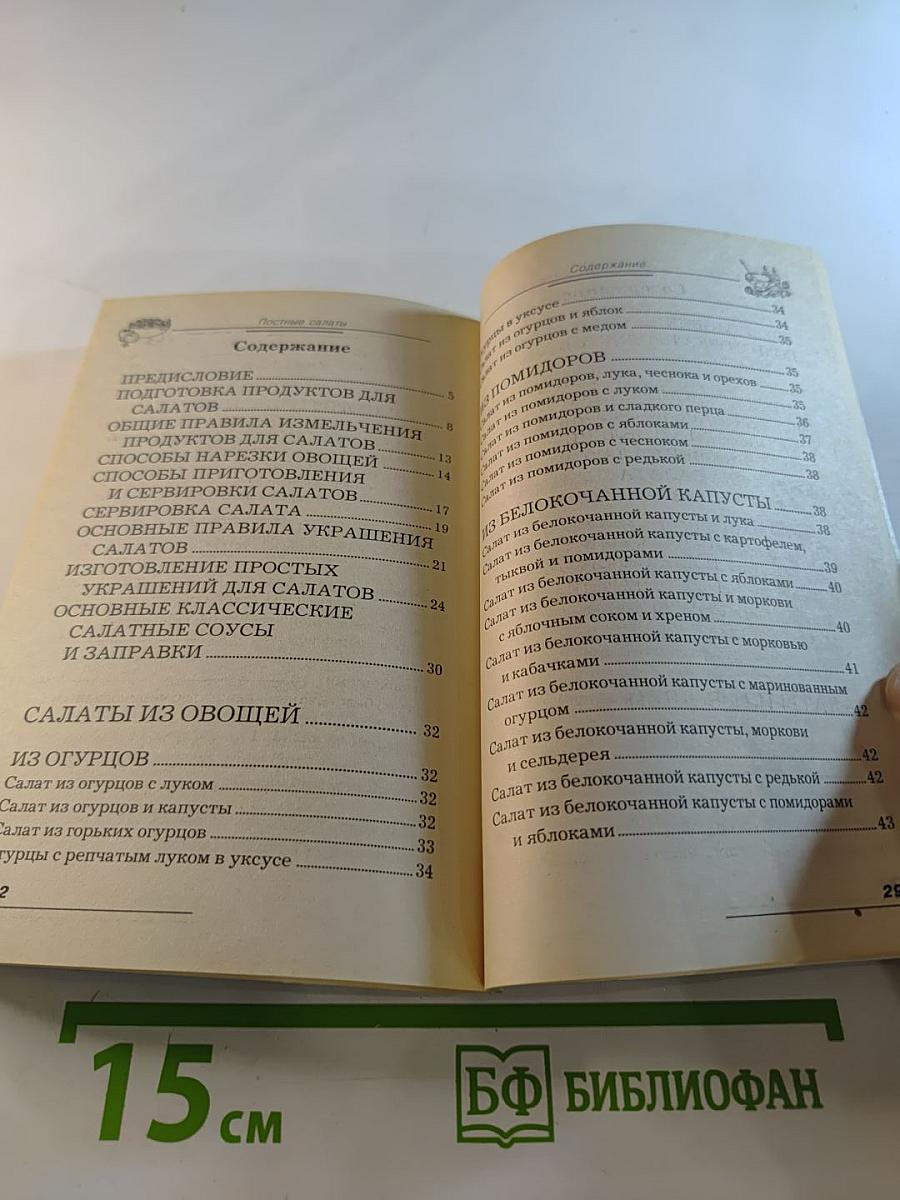 Постные салаты
Содержание
ПРЕДИСЛОВИЕ 5
ПОДГОТОВКА ПРОДУКТОВ ДЛЯ
САЛАТОВ 8
ОБЩИЕ ПРАВИЛА ИЗМЕЛЬЧЕНИЯ
ПРОДУКТОВ ДЛЯ САЛАТОВ 13
СПОСОБЫ НАРЕЗКИ ОВОЩЕЙ 14
СПОСОБЫ ПРИГОТОВЛЕНИЯ
И СЕРВИРОВКИ САЛАТОВ 17
СЕРВИРОВКА САЛАТА 19
ОСНОВНЫЕ ПРАВИЛА УКРАШЕНИЯ
САЛАТОВ 21
ИЗГОТОВЛЕНИЕ ПРОСТЫХ
УКРАШЕНИЙ ДЛЯ САЛАТОВ 24
ОСНОВНЫЕ КЛАССИЧЕСКИЕ
САЛАТНЫЕ СОУСЫ
И ЗАПРАВКИ 30
САЛАТЫ ИЗ ОВОЩЕЙ 32
ИЗ ОГУРЦОВ 32
Салат из огурцов с луком 32
Салат из огурцов и капусты 32
Салат из горьких огурцов 33
гурцы с репчатым луком в уксусе 34
2
Содержание
гурцы в уксусе 34
Салат из огурцов и яблок 34
Салат из огурцов с медом 35
ИЗ ПОМИДОРОВ 35
Салат из помидоров, лука, чеснока и орехов 35
Салат из помидоров с луком 35
Салат из помидоров и сладкого перца 36
Салат из помидоров с яблоками 37
Салат из помидоров с чесноком 38
Салат из помидоров с редькой 38
ИЗ БЕЛОКОЧАННОЙ КАПУСТЫ 38
Салат из белокочанной капусты и лука 38
Салат из белокочанной капусты с картофелем,
тыквой и помидорами 39
Салат из белокочанной капусты с яблоками 40
Салат из белокочанной капусты и моркови
с яблочным соком и хреном 40
Салат из белокочанной капусты с морковью
и кабачками 41
Салат из белокочанной капусты с маринованным
огурцом 42
Салат из белокочанной капусты, моркови
и сельдерея 42
Салат из белокочанной капусты с редькой 42
Салат из белокочанной капусты с помидорами
и яблоками 43
29
15 см
БФ БИБЛИОФАН